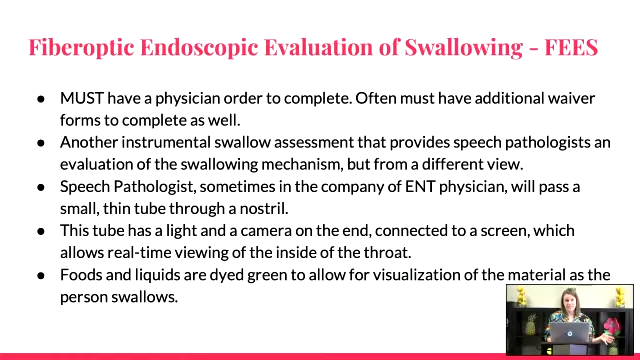 Fiberoptic Endoscopic Evaluation of Swallowing - FEES
● MUST have a physician order to complete. Often must have additional waiver
forms to complete as well.
● Another instrumental swallow assessment that provides speech pathologists an
evaluation of the swallowing mechanism, but from a different view.
● Speech Pathologist, sometimes in the company of ENT physician, will pass a
small, thin tube through a nostril.
● This tube has a light and a camera on the end, connected to a screen, which
allows real-time viewing of the inside of the throat.
● Foods and liquids are dyed green to allow for visualization of the material as the
person swallows.